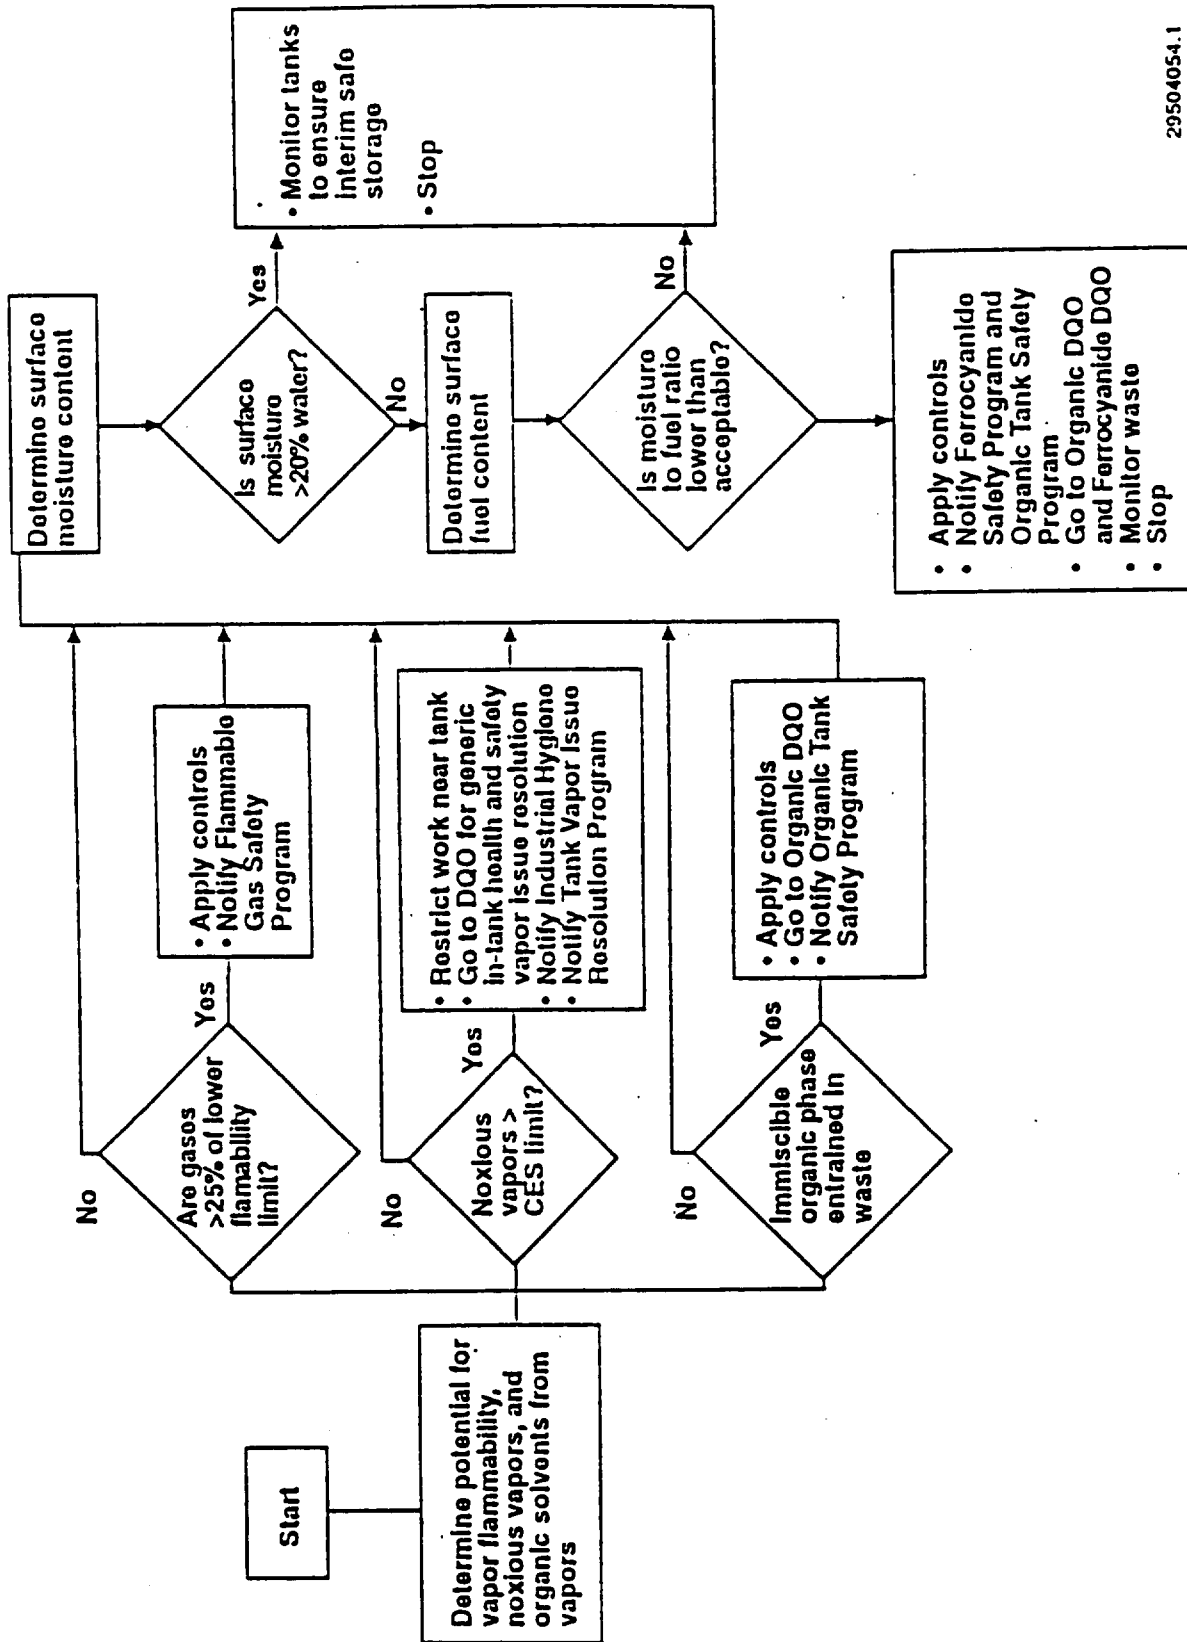 Start
Determine potential for
vapor flammability,
noxious vapors, and
organic solvents from
vapors
Are gases
>25% of lower
flamability
limit?
No
Yes
• Apply controls
• Notify Flammable
Gas Safety
Program
Noxious
vapors >
CES limit?
No
Yes
• Restrict work near tank
• Go to DQO for generic
in-tank health and safety
vapor issue resolution
• Notify Industrial Hygiene
• Notify Tank Vapor Issue
Resolution Program
Immiscible
organic phase
entrained in
waste
No
Yes
• Apply controls
• Go to Organic DQO
• Notify Organic Tank
Safety Program
Determine surface
moisture content
Is surface
moisture
>20% water?
Yes
No
Determine surface
fuel content
Is moisture
to fuel ratio
lower than
acceptable?
No
• Monitor tanks
to ensure
interim safe
storage
• Stop
• Apply controls
• Notify Ferrocyanide
Safety Program and
Organic Tank Safety
Program
• Go to Organic DQO
and Ferrocyanide DQO
• Monitor waste
• Stop
29504054.1